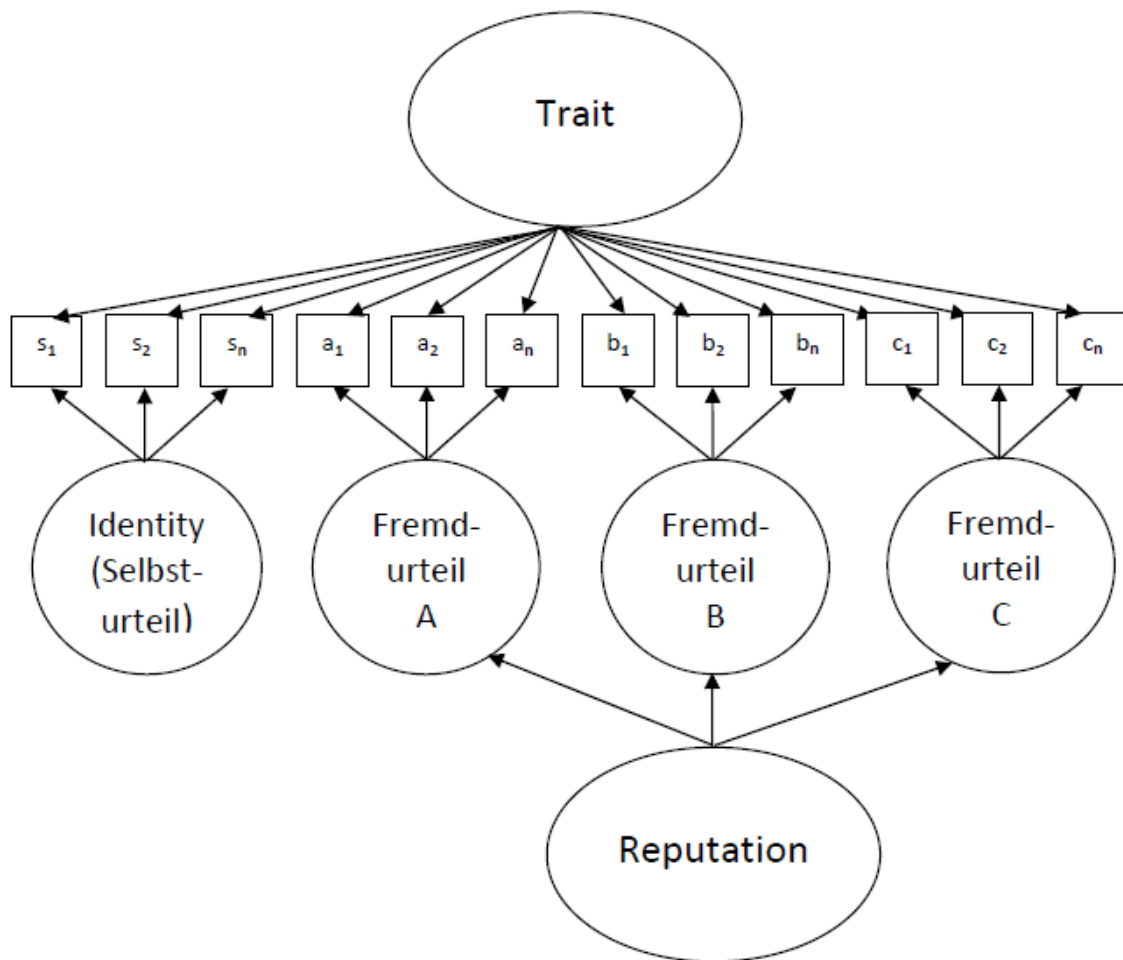 Trait
s₁ s₂ sₙ a₁ a₂ aₙ b₁ b₂ bₙ c₁ c₂ cₙ
Identity
(Selbst-
urteil)
Fremd-
urteil
A
Fremd-
urteil
B
Fremd-
urteil
C
Reputation